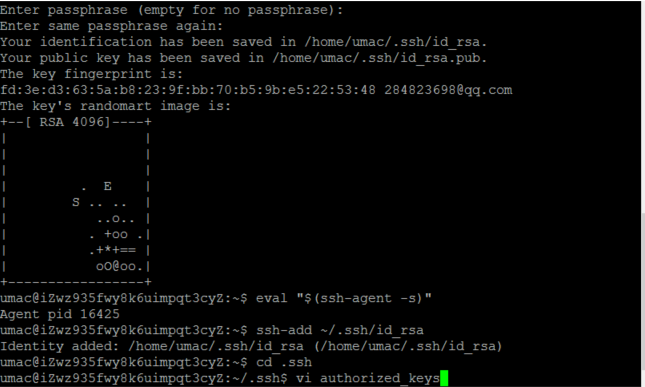 Enter passphrase (empty for no passphrase):
Enter same passphrase again:
Your identification has been saved in /home/umac/.ssh/id_rsa.
Your public key has been saved in /home/umac/.ssh/id_rsa.pub.
The key fingerprint is:
fd:3e:d3:63:5a:b8:23:9f:bb:70:b5:9b:e5:22:53:48 284823698@qq.com
The key's randomart image is:
+--[ RSA 4096]----+
|                 |
|                 |
|                 |
|         .  E    |
|        S .. ..  |
|           ..o.. |
|          . +oo .|
|          .+*+== |
|           oO@oo.|
+-----------------+
umac@iZwz935fwy8k6uimpqt3cyZ:~$ eval "$(ssh-agent -s)"
Agent pid 16425
umac@iZwz935fwy8k6uimpqt3cyZ:~$ ssh-add ~/.ssh/id_rsa
Identity added: /home/umac/.ssh/id_rsa (/home/umac/.ssh/id_rsa)
umac@iZwz935fwy8k6uimpqt3cyZ:~$ cd .ssh
umac@iZwz935fwy8k6uimpqt3cyZ:~/.ssh$ vi authorized_keys